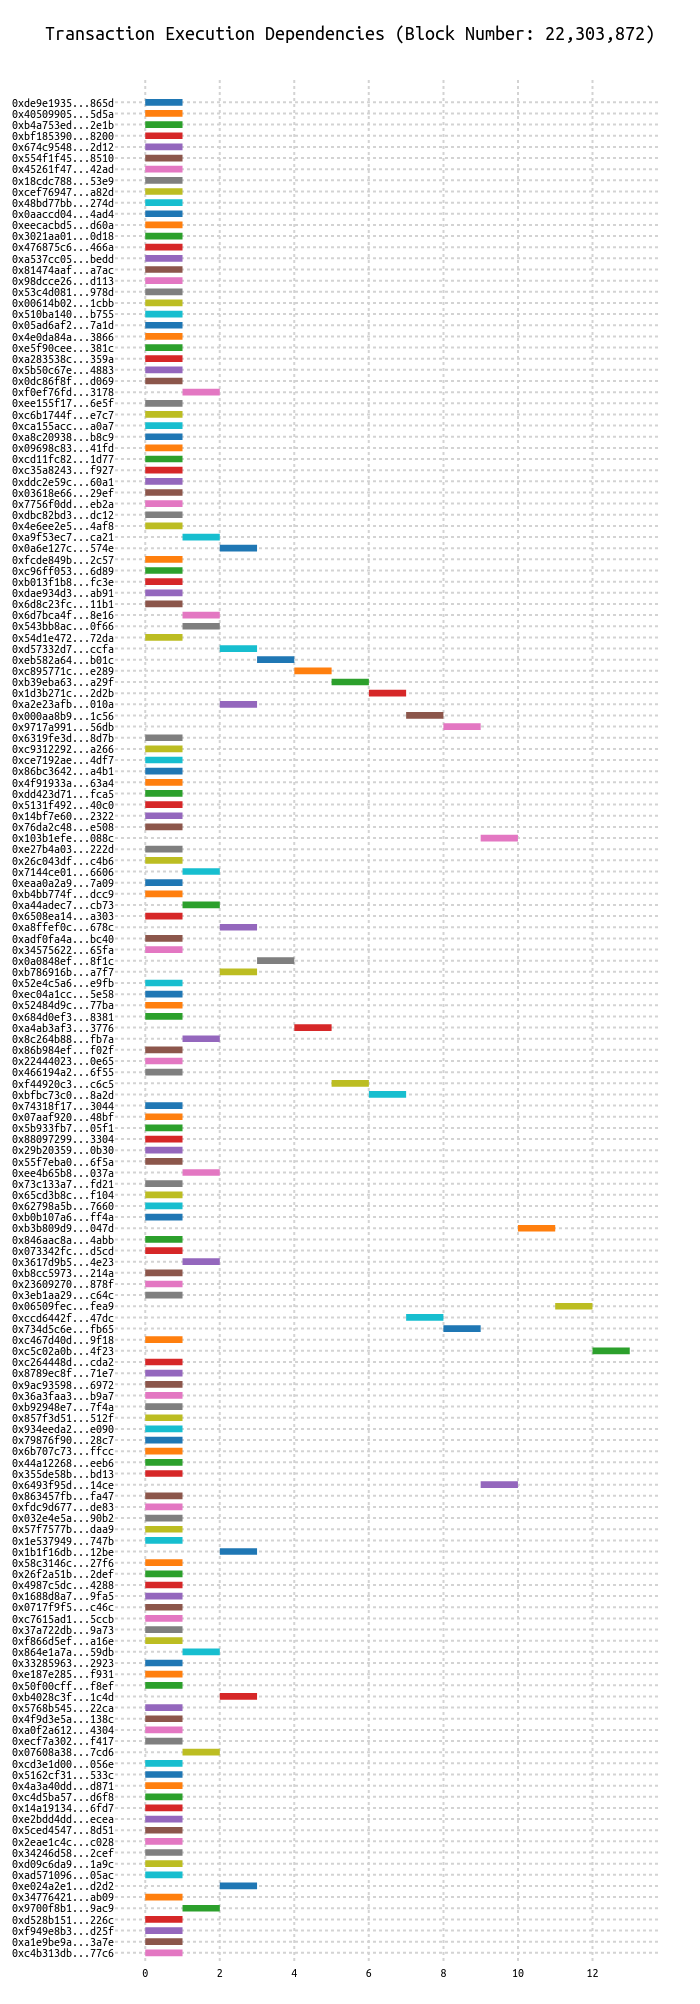 Transaction Execution Dependencies (Block Number: 22,303,872)
0xde9e1935...865d
0x40509905...5d5a
0xb4a753ed...2e1b
0xbf185390...8200
0x674c9548...2d12
0x554f1f45...8510
0x45261f47...42ad
0x18cdc788...53e9
0xcef76947...a82d
0x48bd77bb...274d
0x0aaccd04...4ad4
0xeecacbd5...d60a
0x3021aa01...0d18
0x476875c6...466a
0xa537cc05...bedd
0x81474aaf...a7ac
0x98dcce26...d113
0x53c4d081...978d
0x00614b02...1cbb
0x510ba140...b755
0x05ad6af2...7a1d
0x4e0da84a...3866
0xe5f90cee...381c
0xa283538c...359a
0x5b50c67e...4883
0x0dc86f8f...d069
0xf0ef76fd...3178
0xee155f17...6e5f
0xc6b1744f...e7c7
0xca155acc...a0a7
0xa8c20938...b8c9
0x09698c83...41fd
0xcd11fc82...1d77
0xc35a8243...f927
0xddc2e59c...60a1
0x03618e66...29ef
0x7756f0dd...eb2a
0xdbc82bd3...dc12
0x4e6ee2e5...4af8
0xa9f53ec7...ca21
0x0a6e127c...574e
0xfcde849b...2c57
0xc96ff053...6d89
0xb013f1b8...fc3e
0xdae934d3...ab91
0x6d8c23fc...11b1
0x6d7bca4f...8e16
0x543bb8ac...0f66
0x54d1e472...72da
0xd57332d7...ccfa
0xeb582a64...b01c
0xc895771c...e289
0xb39eba63...a29f
0x1d3b271c...2d2b
0xa2e23afb...010a
0x000aa8b9...1c56
0x9717a991...56db
0x6319fe3d...8d7b
0xc9312292...a266
0xce7192ae...4df7
0x86bc3642...a4b1
0x4f91933a...63a4
0xdd423d71...fca5
0x5131f492...40c0
0x14bf7e60...2322
0x76da2c48...e508
0x103b1efe...088c
0xe27b4a03...222d
0x26c043df...c4b6
0x7144ce01...6606
0xeaa0a2a9...7a09
0xb4bb774f...dcc9
0xa44adec7...cb73
0x6508ea14...a303
0xa8ffef0c...678c
0xadf0fa4a...bc40
0x34575622...65fa
0x0a0848ef...8f1c
0xb786916b...a7f7
0x52e4c5a6...e9fb
0xec04a1cc...5e58
0x52484d9c...77ba
0x684d0ef3...8381
0xa4ab3af3...3776
0x8c264b88...fb7a
0x86b984ef...f02f
0x22444023...0e65
0x466194a2...6f55
0xf44920c3...c6c5
0xbfbc73c0...8a2d
0x74318f17...3044
0x07aaf920...48bf
0x5b933fb7...05f1
0x88097299...3304
0x29b20359...0b30
0x55f7eba0...6f5a
0xee4b65b8...037a
0x73c133a7...fd21
0x65cd3b8c...f104
0x62798a5b...7660
0xb0b107a6...ff4a
0xb3b809d9...047d
0x846aac8a...4abb
0x073342fc...d5cd
0x3617d9b5...4e23
0xb8cc5973...214a
0x23609270...878f
0x3eb1aa29...c64c
0x06509fec...fea9
0xccd6442f...47dc
0x734d5c6e...fb65
0xc467d40d...9f18
0xc5c02a0b...4f23
0xc264448d...cda2
0x8789ec8f...71e7
0x9ac93598...6972
0x36a3faa3...b9a7
0xb92948e7...7f4a
0x857f3d51...512f
0x934eeda2...e090
0x79876f90...28c7
0x6b707c73...ffcc
0x44a12268...eeb6
0x355de58b...bd13
0x6493f95d...14ce
0x863457fb...fa47
0xfdc9d677...de83
0x032e4e5a...90b2
0x57f7577b...daa9
0x1e537949...747b
0x1b1f16db...12be
0x58c3146c...27f6
0x26f2a51b...2def
0x4987c5dc...4288
0x1688d8a7...9fa5
0x0717f9f5...c46c
0xc7615ad1...5ccb
0x37a722db...9a73
0xf866d5ef...a16e
0x864e1a7a...59db
0x33285963...2923
0xe187e285...f931
0x50f00cff...f8ef
0xb4028c3f...1c4d
0x5768b545...22ca
0x4f9d3e5a...138c
0xa0f2a612...4304
0xecf7a302...f417
0x07608a38...7cd6
0xcd3e1d00...056e
0x5162cf31...533c
0x4a3a40dd...d871
0xc4d5ba57...d6f8
0x14a19134...6fd7
0xe2bdd4dd...ecea
0x5ced4547...8d51
0x2eae1c4c...c028
0x34246d58...2cef
0xd09c6da9...1a9c
0xad571096...05ac
0xe024a2e1...d2d2
0x34776421...ab09
0x9700f8b1...9ac9
0xd528b151...226c
0xf949e8b3...d25f
0xa1e9be9a...3a7e
0xc4b313db...77c6
0 2 4 6 8 10 12